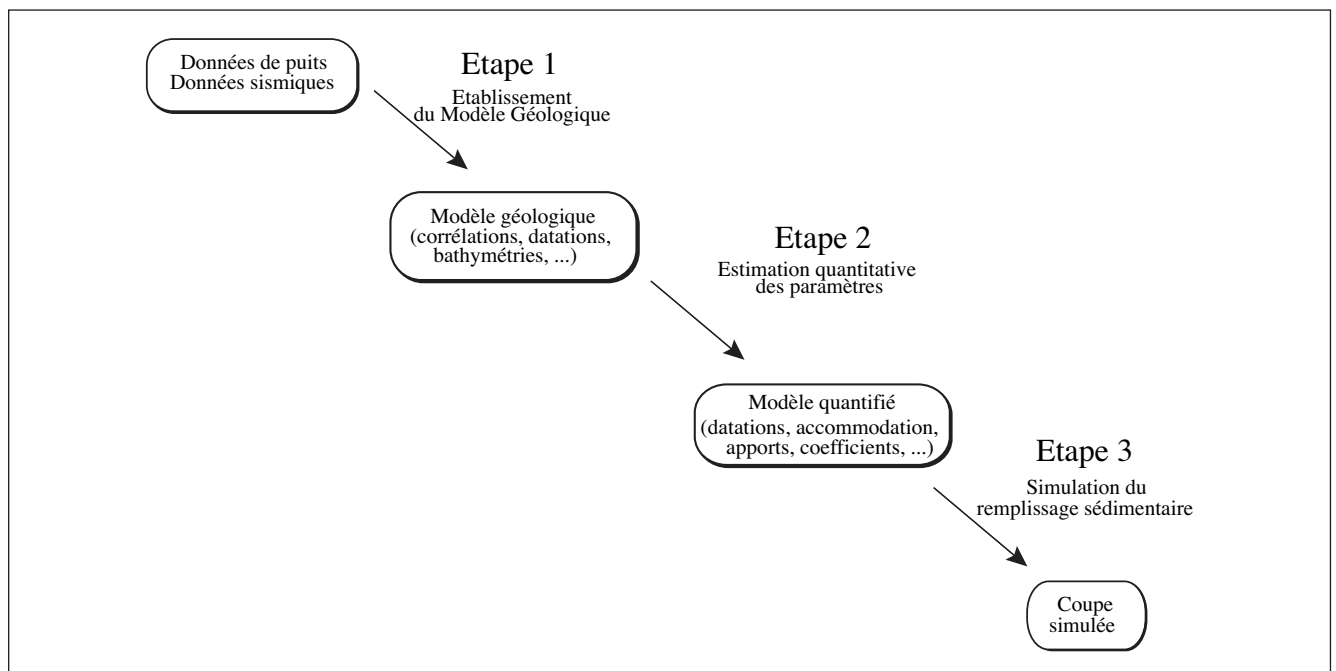 Données de puits
Données sismiques
Etape 1
Etablissement
du Modèle Géologique
Modèle géologique
(corrélations, datations,
bathymétries, ...)
Etape 2
Estimation quantitative
des paramètres
Modèle quantifié
(datations, accommodation,
apports, coefficients, ...)
Etape 3
Simulation du
remplissage sédimentaire
Coupe
simulée